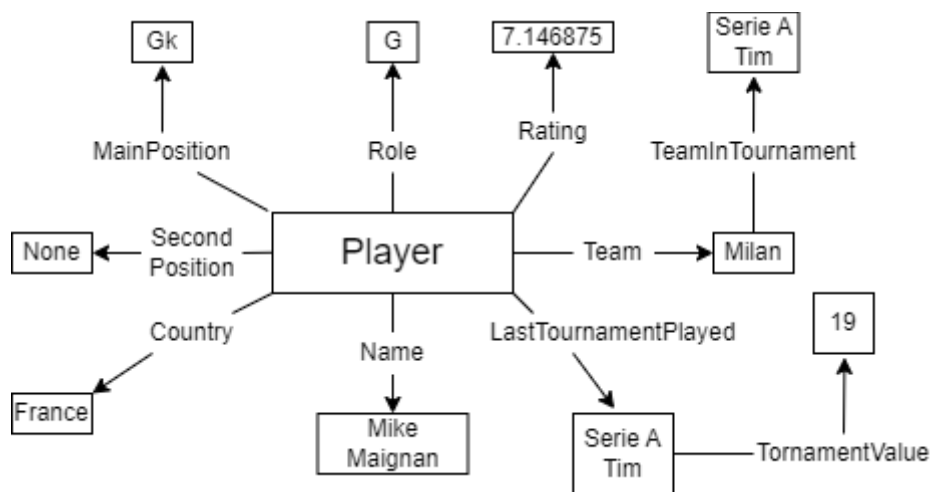 Gk
G
7.146875
Serie A
Tim
MainPosition
Role
Rating
TeamInTournament
None
Second
Position
Player
Team
Milan
Country
Name
LastTournamentPlayed
19
France
Mike
Maignan
Serie A
Tim
TornamentValue